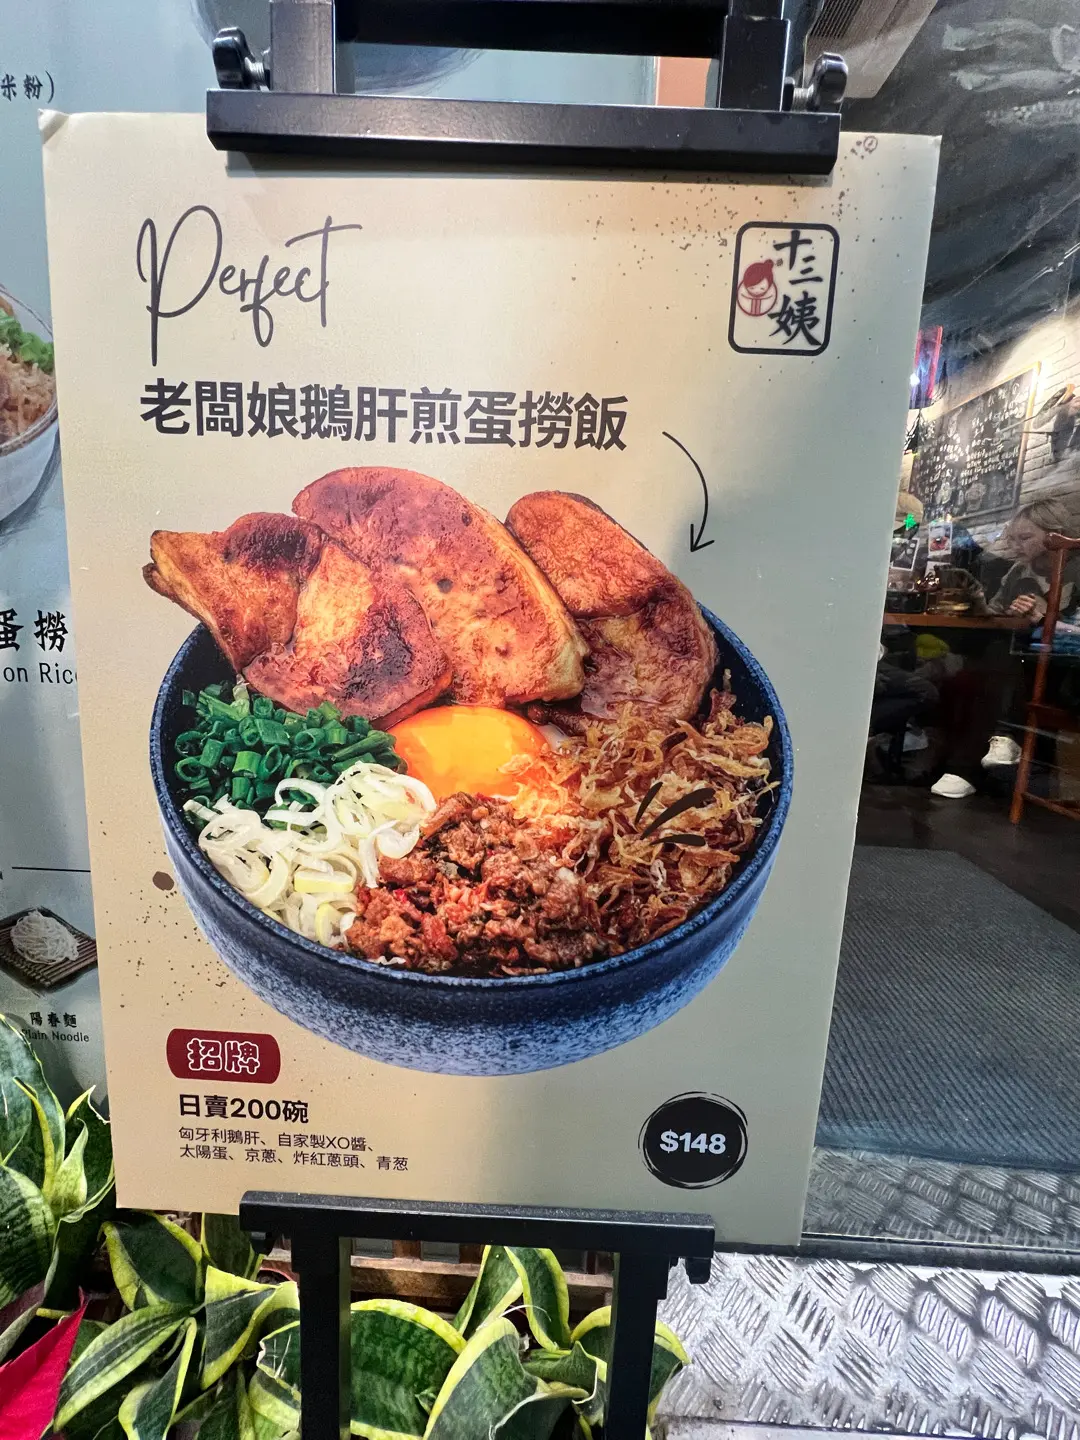 米粉)
Perfect
十三姨
老闆娘鵝肝煎蛋撈飯
蛋撈
on Ric
陽春麵
Plain Noodle
招牌
日賣200碗
匈牙利鵝肝、自家製XO醬、
太陽蛋、京蔥、炸紅蔥頭、青葱
$148